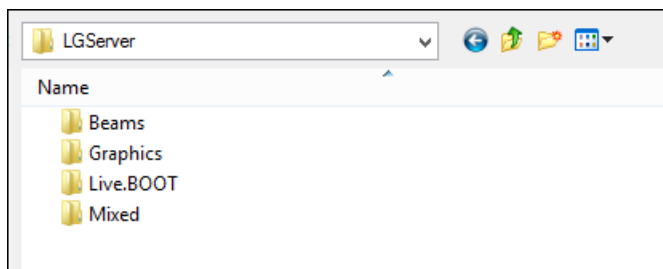 LGServer
Name
Beams
Graphics
Live.BOOT
Mixed